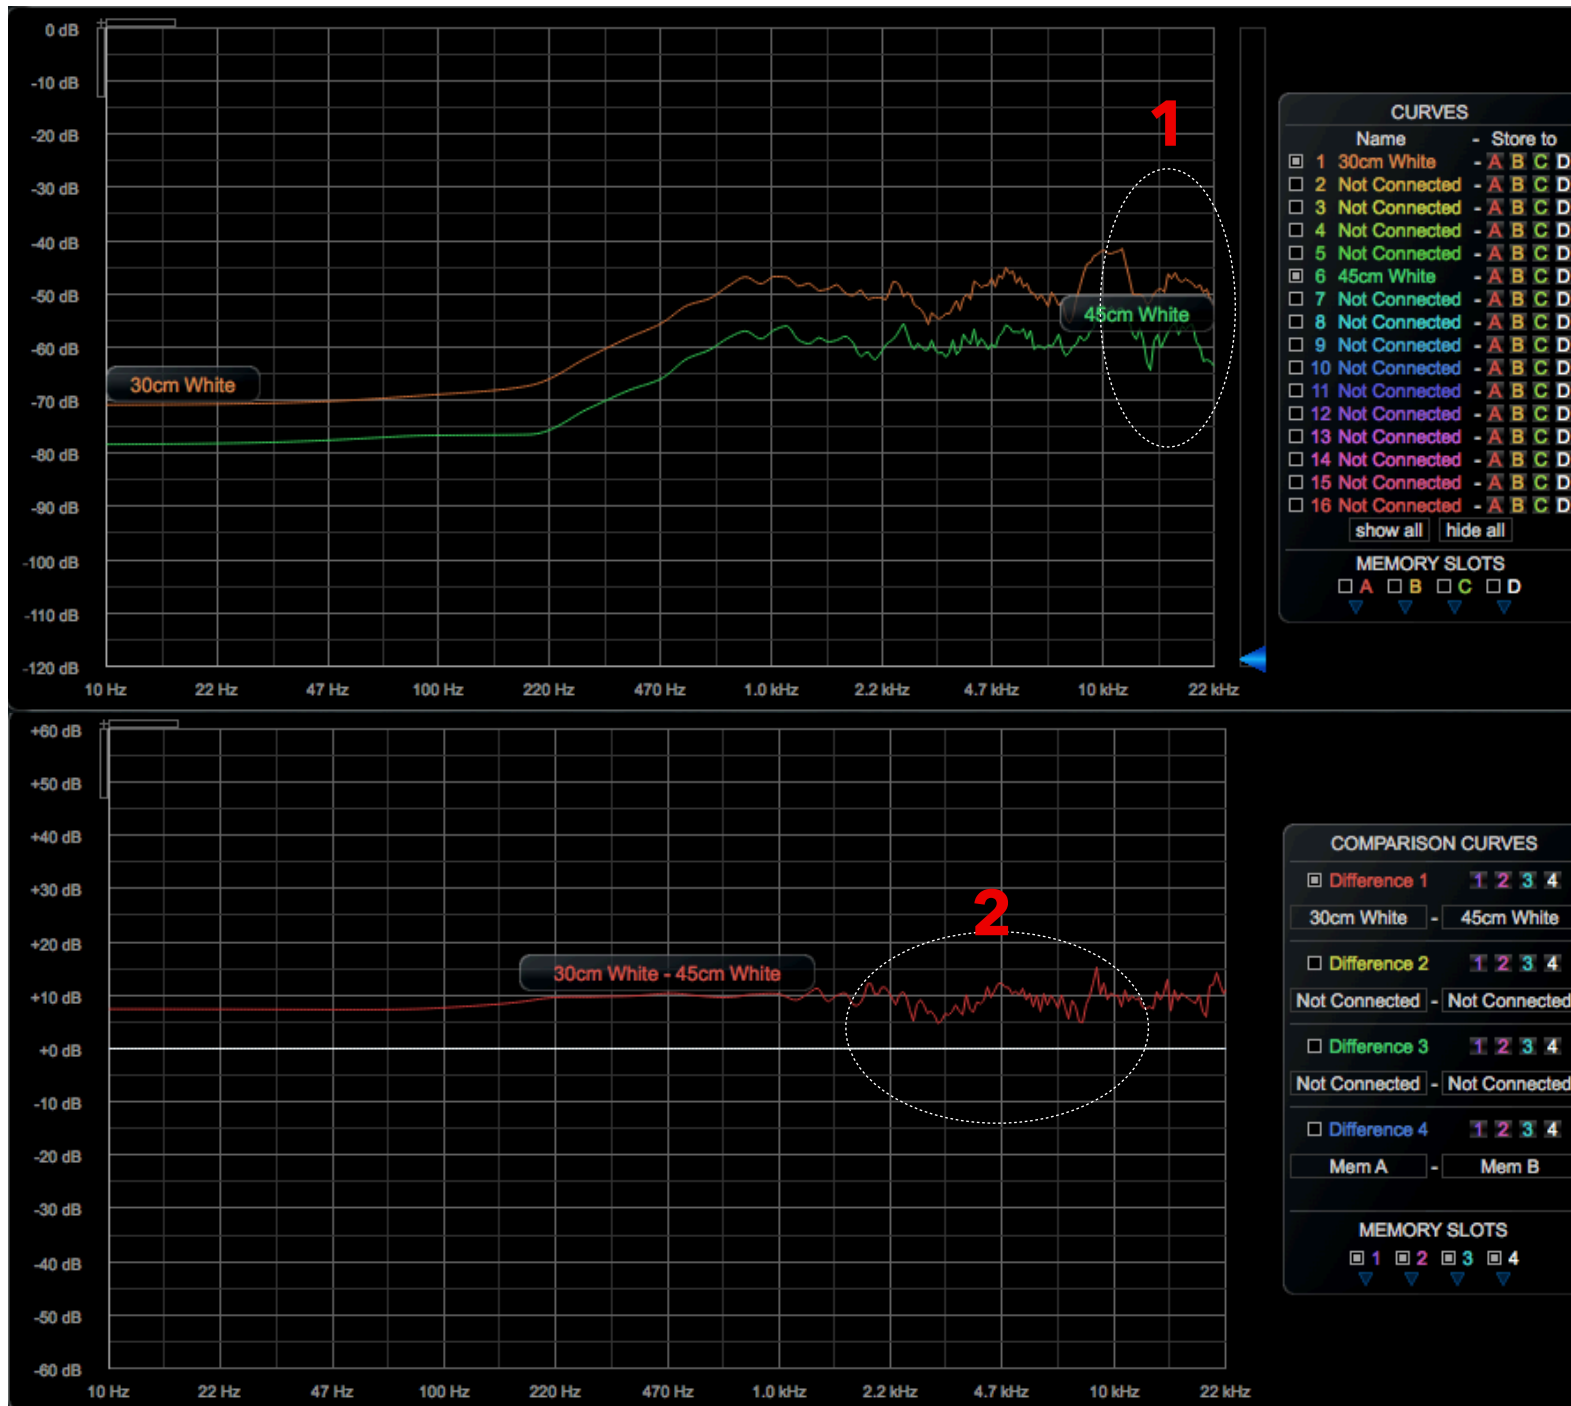 0 dB
-10 dB
-20 dB
-30 dB
-40 dB
-50 dB
-60 dB
-70 dB
-80 dB
-90 dB
-100 dB
-110 dB
-120 dB
10 Hz 22 Hz 47 Hz 100 Hz 220 Hz 470 Hz 1.0 kHz 2.2 kHz 4.7 kHz 10 kHz 22 kHz
1
30cm White
45cm White
CURVES
Name - Store to
1 30cm White - A B C D
2 Not Connected - A B C D
3 Not Connected - A B C D
4 Not Connected - A B C D
5 Not Connected - A B C D
6 45cm White - A B C D
7 Not Connected - A B C D
8 Not Connected - A B C D
9 Not Connected - A B C D
10 Not Connected - A B C D
11 Not Connected - A B C D
12 Not Connected - A B C D
13 Not Connected - A B C D
14 Not Connected - A B C D
15 Not Connected - A B C D
16 Not Connected - A B C D
show all hide all
MEMORY SLOTS
A B C D
+60 dB
+50 dB
+40 dB
+30 dB
+20 dB
+10 dB
+0 dB
-10 dB
-20 dB
-30 dB
-40 dB
-50 dB
-60 dB
10 Hz 22 Hz 47 Hz 100 Hz 220 Hz 470 Hz 1.0 kHz 2.2 kHz 4.7 kHz 10 kHz 22 kHz
2
30cm White - 45cm White
COMPARISON CURVES
Difference 1 1 2 3 4
30cm White - 45cm White
Difference 2 1 2 3 4
Not Connected - Not Connected
Difference 3 1 2 3 4
Not Connected - Not Connected
Difference 4 1 2 3 4
Mem A - Mem B
MEMORY SLOTS
1 2 3 4